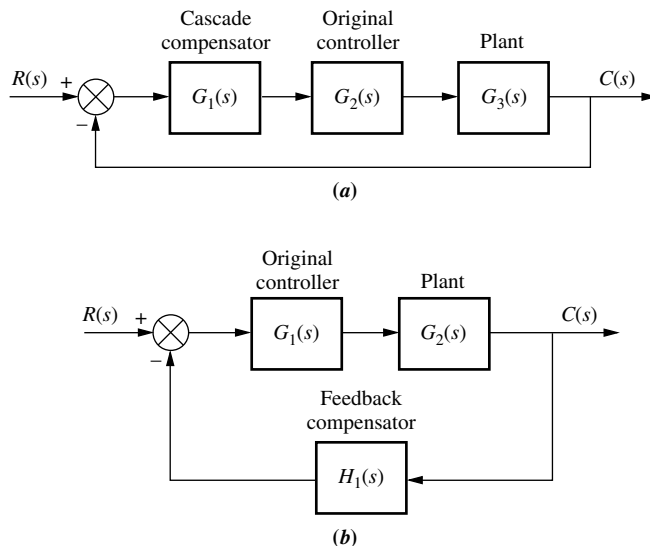 Cascade
compensator
Original
controller
Plant
R(s)
+
−
G₁(s)
G₂(s)
G₃(s)
C(s)
(a)
Original
controller
Plant
R(s)
+
−
G₁(s)
G₂(s)
C(s)
Feedback
compensator
H₁(s)
(b)